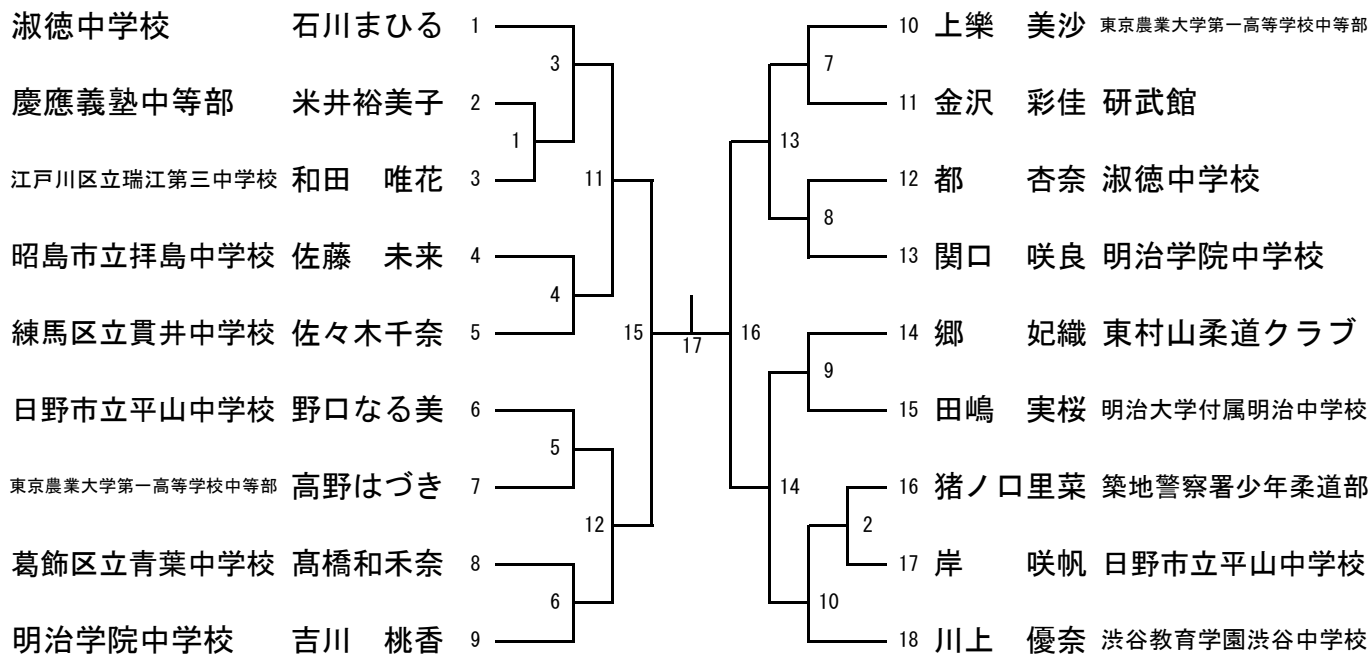 淑徳中学校 石川まひる 1
3
慶應義塾中等部 米井裕美子 2
1
江戸川区立瑞江第三中学校 和田 唯花 3
11
昭島市立拝島中学校 佐藤 未来 4
4
練馬区立貫井中学校 佐々木千奈 5
15
日野市立平山中学校 野口なる美 6
5
東京農業大学第一高等学校中等部 高野はづき 7
12
葛飾区立青葉中学校 髙橋和禾奈 8
6
明治学院中学校 吉川 桃香 9
17
10 上樂 美沙 東京農業大学第一高等学校中等部
7
11 金沢 彩佳 研武館
13
12 都 杏奈 淑徳中学校
8
13 関口 咲良 明治学院中学校
16
14 郷 妃織 東村山柔道クラブ
9
15 田嶋 実桜 明治大学付属明治中学校
14
16 猪ノ口里菜 築地警察署少年柔道部
2
17 岸 咲帆 日野市立平山中学校
10
18 川上 優奈 渋谷教育学園渋谷中学校